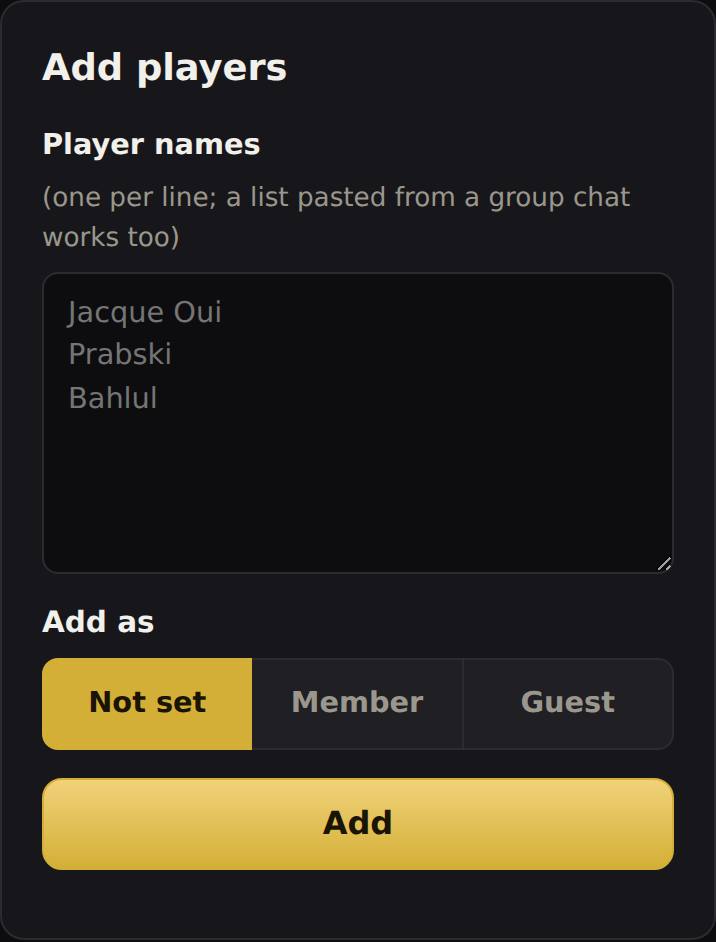 Add players
Player names
(one per line; a list pasted from a group chat
works too)
Jacque Oui
Prabski
Bahlul
Add as
Not set
Member
Guest
Add